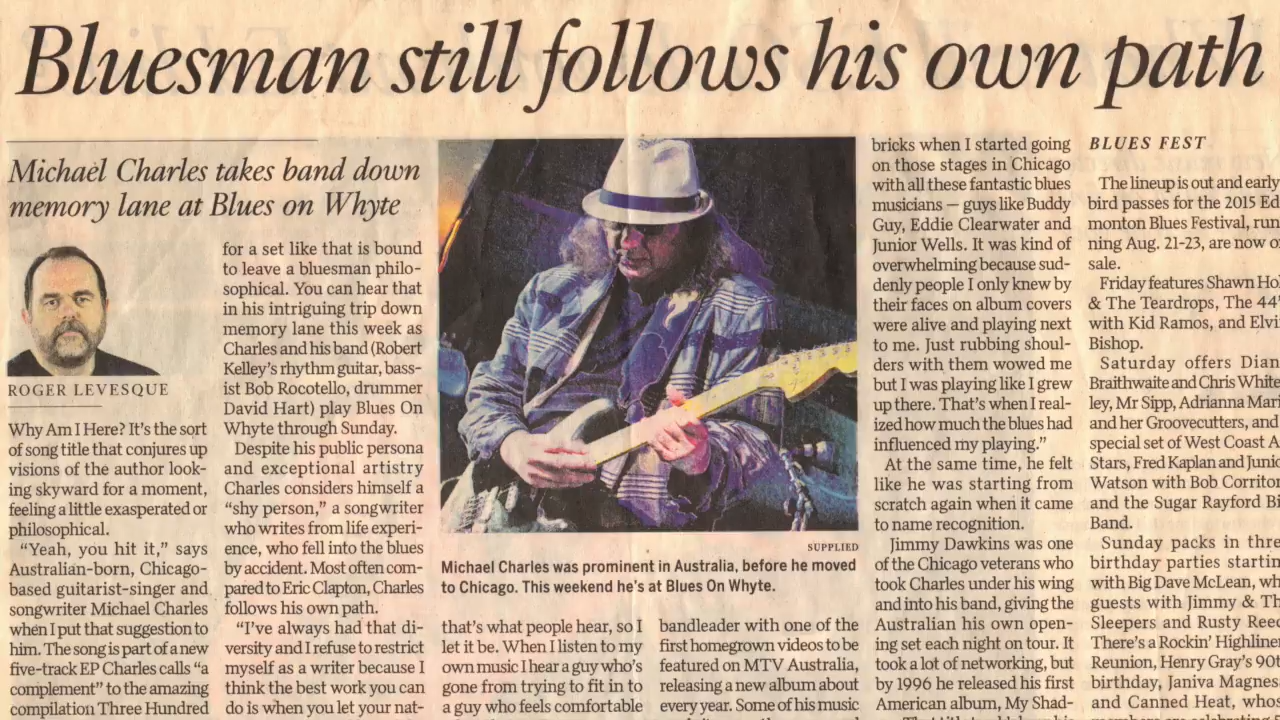 Bluesman still follows his own path
Michael Charles takes band down
memory lane at Blues on Whyte
ROGER LEVESQUE
Why Am I Here? It's the sort
of song title that conjures up
visions of the author look-
ing skyward for a moment,
feeling a little exasperated or
philosophical.
"Yeah, you hit it," says
Australian-born, Chicago-
based guitarist-singer and
songwriter Michael Charles
when I put that suggestion to
him. The song is part of a new
five-track EP Charles calls "a
complement" to the amazing
compilation Three Hundred
for a set like that is bound
to leave a bluesman philo-
sophical. You can hear that
in his intriguing trip down
memory lane this week as
Charles and his band (Robert
Kelley's rhythm guitar, bass-
ist Bob Rocotello, drummer
David Hart) play Blues On
Whyte through Sunday.
Despite his public persona
and exceptional artistry
Charles considers himself a
"shy person," a songwriter
who writes from life experi-
ence, who fell into the blues
by accident. Most often com-
pared to Eric Clapton, Charles
follows his own path.
"I've always had that di-
versity and I refuse to restrict
myself as a writer because I
think the best work you can
do is when you let your nat-
SUPPLIED
Michael Charles was prominent in Australia, before he moved
to Chicago. This weekend he's at Blues On Whyte.
that's what people hear, so I
let it be. When I listen to my
own music I hear a guy who's
gone from trying to fit in to
a guy who feels comfortable
bandleader with one of the
first homegrown videos to be
featured on MTV Australia,
releasing a new album about
every year. Some of his music
bricks when I started going
on those stages in Chicago
with all these fantastic blues
musicians — guys like Buddy
Guy, Eddie Clearwater and
Junior Wells. It was kind of
overwhelming because sud-
denly people I only knew by
their faces on album covers
were alive and playing next
to me. Just rubbing shoul-
ders with them wowed me
but I was playing like I grew
up there. That's when I real-
ized how much the blues had
influenced my playing."
At the same time, he felt
like he was starting from
scratch again when it came
to name recognition.
Jimmy Dawkins was one
of the Chicago veterans who
took Charles under his wing
and into his band, giving the
Australian his own open-
ing set each night on tour. It
took a lot of networking, but
by 1996 he released his first
American album, My Shad-
BLUES FEST
The lineup is out and early
bird passes for the 2015 Ed
monton Blues Festival, run
ning Aug. 21-23, are now o
sale.
Friday features Shawn Ho
& The Teardrops, The 44
with Kid Ramos, and Elvi
Bishop.
Saturday offers Dian
Braithwaite and Chris White
ley, Mr Sipp, Adrianna Mari
and her Groovecutters, and
special set of West Coast A
Stars, Fred Kaplan and Junio
Watson with Bob Corritor
and the Sugar Rayford Bi
Band.
Sunday packs in thre
birthday parties startin
with Big Dave McLean, wh
guests with Jimmy & Th
Sleepers and Rusty Reed
There's a Rockin' Highline
Reunion, Henry Gray's 90t
birthday, Janiva Magnes
and Canned Heat, whos